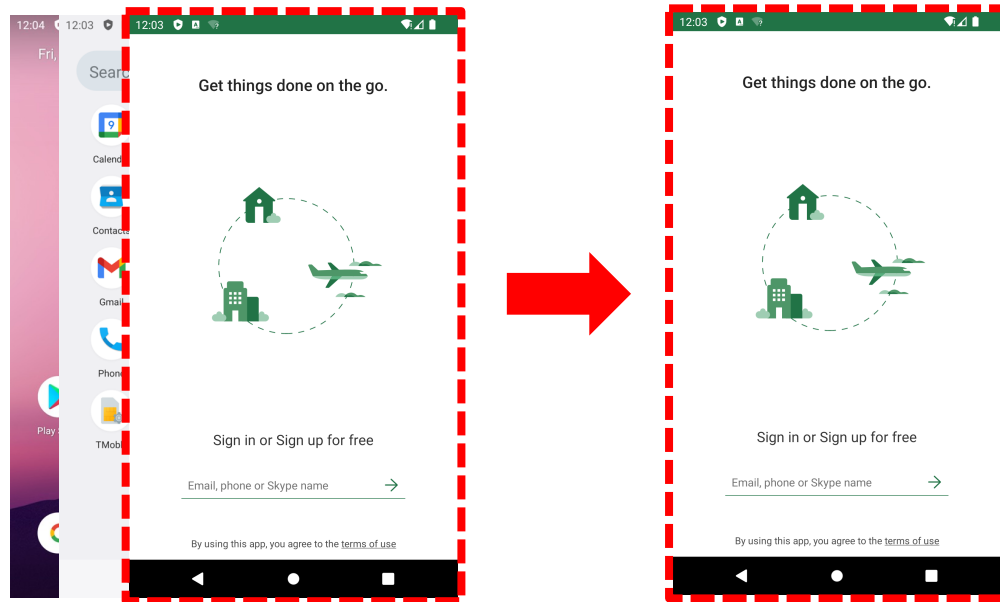 12:04
Fri,
Play
12:03
Searc
9
Calend
Contacts
Gmail
Phone
TMobi
12:03
Get things done on the go.
Sign in or Sign up for free
Email, phone or Skype name
By using this app, you agree to the terms of use
12:03
Get things done on the go.
Sign in or Sign up for free
Email, phone or Skype name
By using this app, you agree to the terms of use